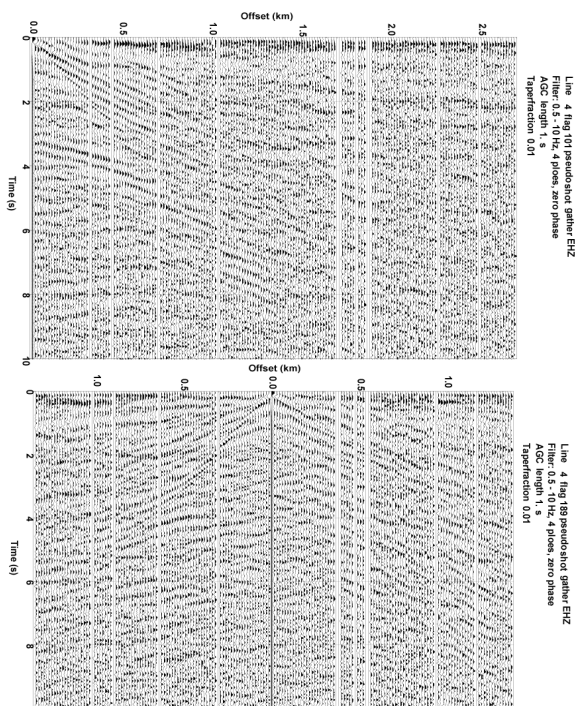 Line 4 flag 101 pseudoshot gather EHZ
Filter: 0.5 - 10 Hz, 4 ploes, zero phase
AGC length 1. s
Taperfraction 0.01
Offset (km)
0.0 0.5 1.0 1.5 2.0 2.5
0 2 4 6 8 10
Time (s)
Line 4 flag 189 pseudoshot gather EHZ
Filter: 0.5 - 10 Hz, 4 ploes, zero phase
AGC length 1. s
Taperfraction 0.01
Offset (km)
1.0 0.5 0.0 0.5 1.0
0 2 4 6 8
Time (s)